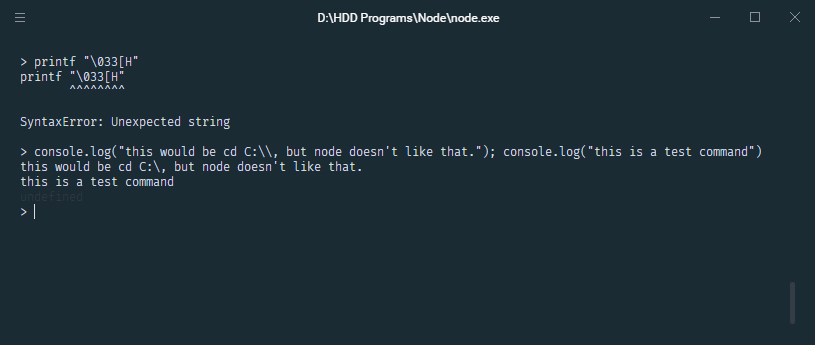 D:\HDD Programs\Node\node.exe
> printf "\033[H"
printf "\033[H"
^^^^^^^^
SyntaxError: Unexpected string
> console.log("this would be cd C:\\, but node doesn't like that."); console.log("this is a test command")
this would be cd C:\, but node doesn't like that.
this is a test command
undefined
>